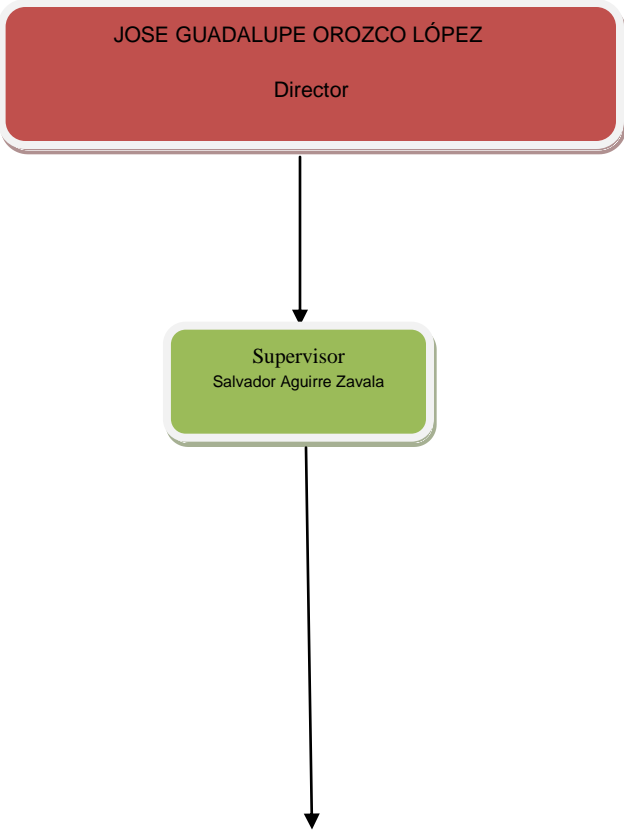 JOSE GUADALUPE OROZCO LÓPEZ
Director
Supervisor
Salvador Aguirre Zavala